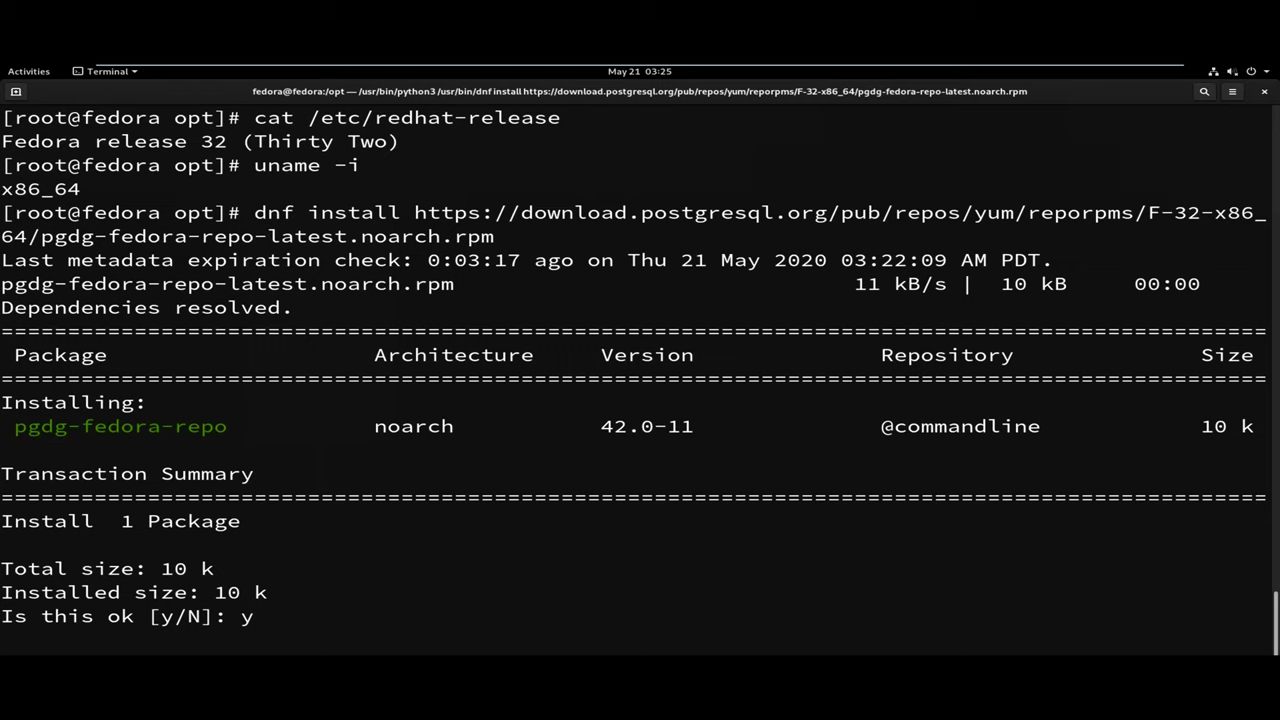 Activities Terminal May 21 03:25
fedora@fedora:/opt — /usr/bin/python3 /usr/bin/dnf install https://download.postgresql.org/pub/repos/yum/reporpms/F-32-x86_64/pgdg-fedora-repo-latest.noarch.rpm
[root@fedora opt]# cat /etc/redhat-release
Fedora release 32 (Thirty Two)
[root@fedora opt]# uname -i
x86_64
[root@fedora opt]# dnf install https://download.postgresql.org/pub/repos/yum/reporpms/F-32-x86_
64/pgdg-fedora-repo-latest.noarch.rpm
Last metadata expiration check: 0:03:17 ago on Thu 21 May 2020 03:22:09 AM PDT.
pgdg-fedora-repo-latest.noarch.rpm 11 kB/s | 10 kB 00:00
Dependencies resolved.
================================================================================================
Package Architecture Version Repository Size
================================================================================================
Installing:
pgdg-fedora-repo noarch 42.0-11 @commandline 10 k
Transaction Summary
================================================================================================
Install 1 Package
Total size: 10 k
Installed size: 10 k
Is this ok [y/N]: y